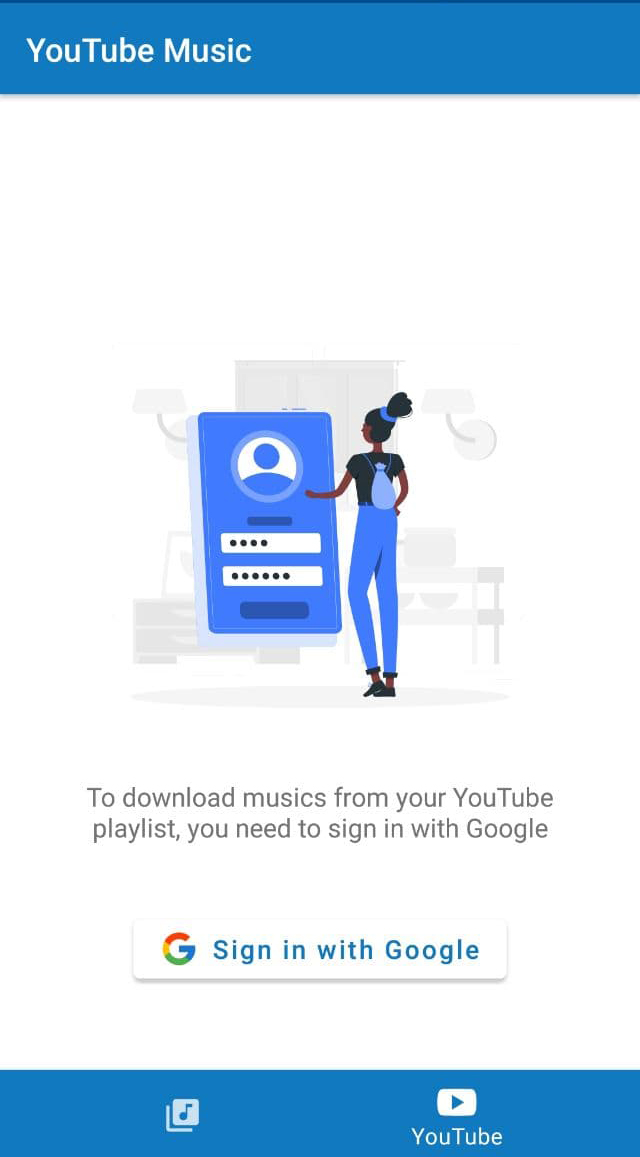 YouTube Music
To download musics from your YouTube
playlist, you need to sign in with Google
Sign in with Google
YouTube